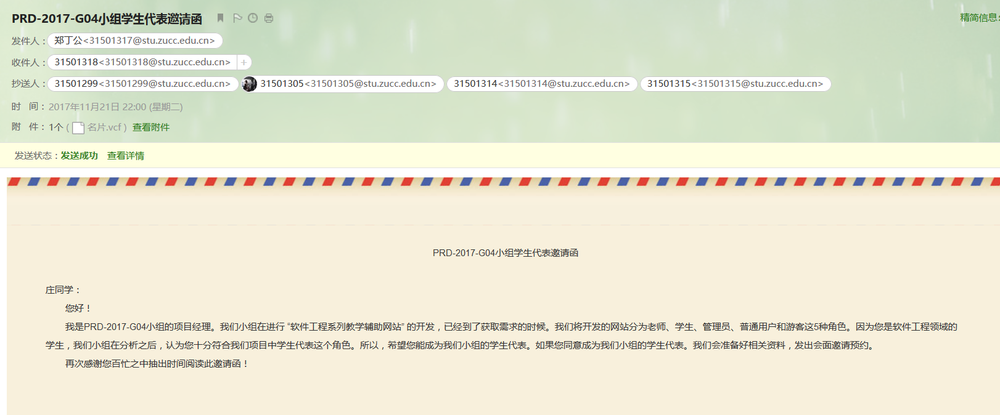 PRD-2017-G04小组学生代表邀请函
精简信息
发件人：郑丁公<31501317@stu.zucc.edu.cn>
收件人：31501318<31501318@stu.zucc.edu.cn> +
抄送人：31501299<31501299@stu.zucc.edu.cn> 31501305<31501305@stu.zucc.edu.cn> 31501314<31501314@stu.zucc.edu.cn> 31501315<31501315@stu.zucc.edu.cn>
时 间：2017年11月21日 22:00 (星期二)
附 件：1个 ( 名片.vcf ) 查看附件
发送状态：发送成功 查看详情
PRD-2017-G04小组学生代表邀请函
庄同学：
您好！
我是PRD-2017-G04小组的项目经理。我们小组在进行 “软件工程系列教学辅助网站” 的开发，已经到了获取需求的时候。我们将开发的网站分为老师、学生、管理员、普通用户和游客这5种角色。因为您是软件工程领域的
学生，我们小组在分析之后，认为您十分符合我们项目中学生代表这个角色。所以，希望您能成为我们小组的学生代表。如果您同意成为我们小组的学生代表。我们会准备好相关资料，发出会面邀请预约。
再次感谢您百忙之中抽出时间阅读此邀请函！